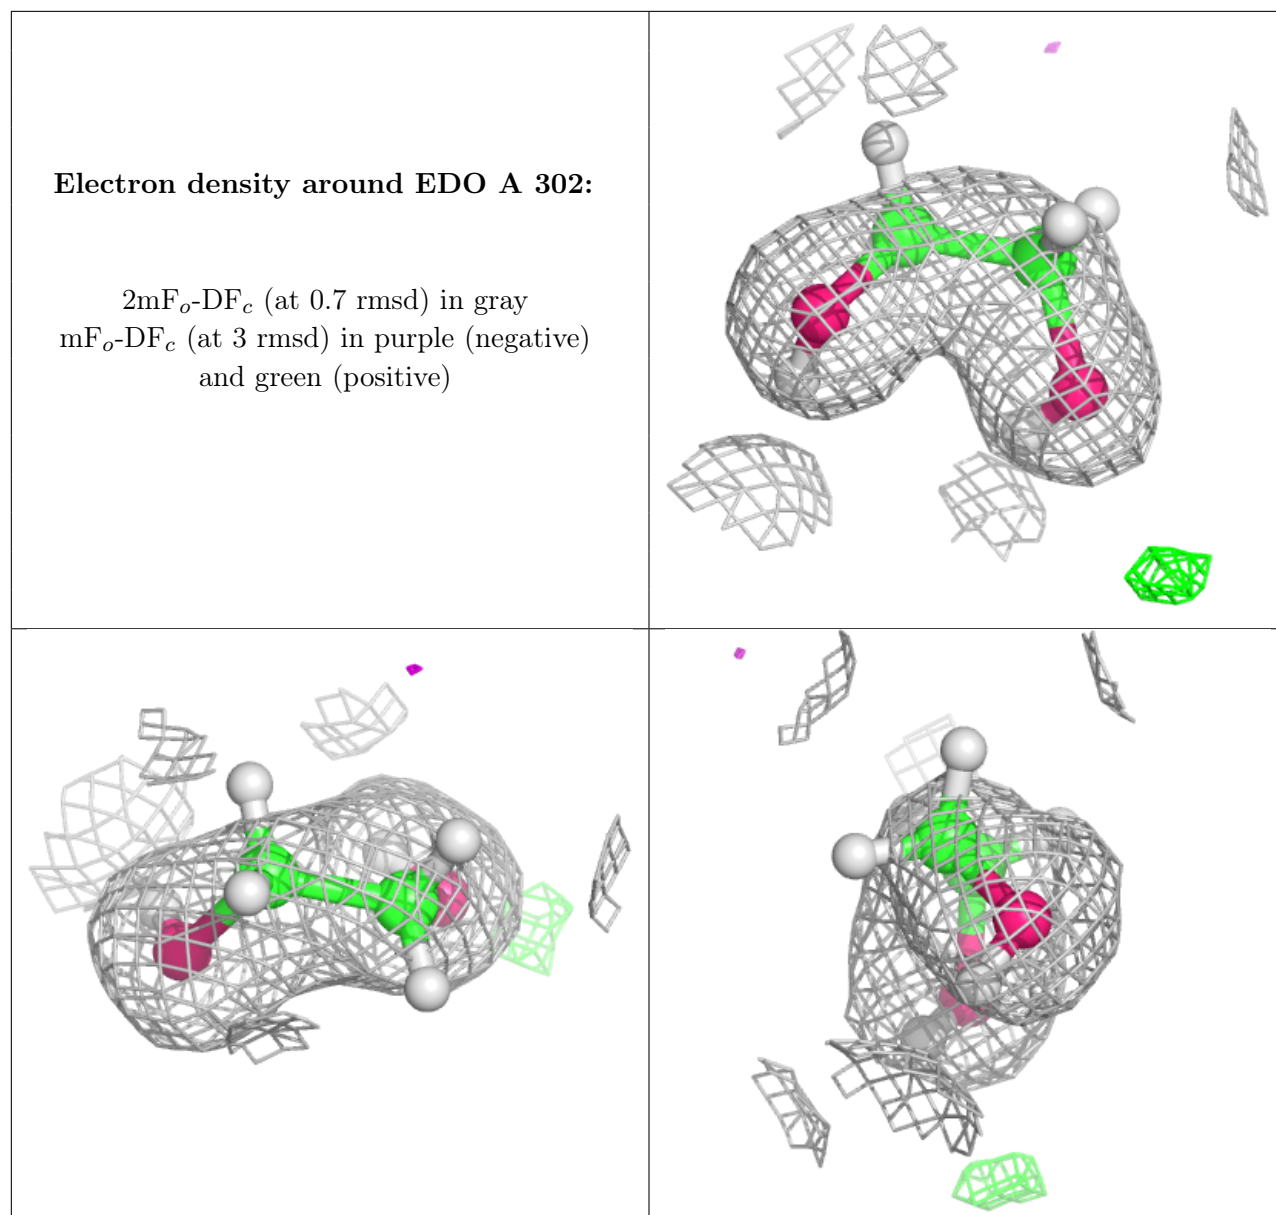 Electron density around EDO A 302:
2mFo-DFc (at 0.7 rmsd) in gray
mFo-DFc (at 3 rmsd) in purple (negative)
and green (positive)